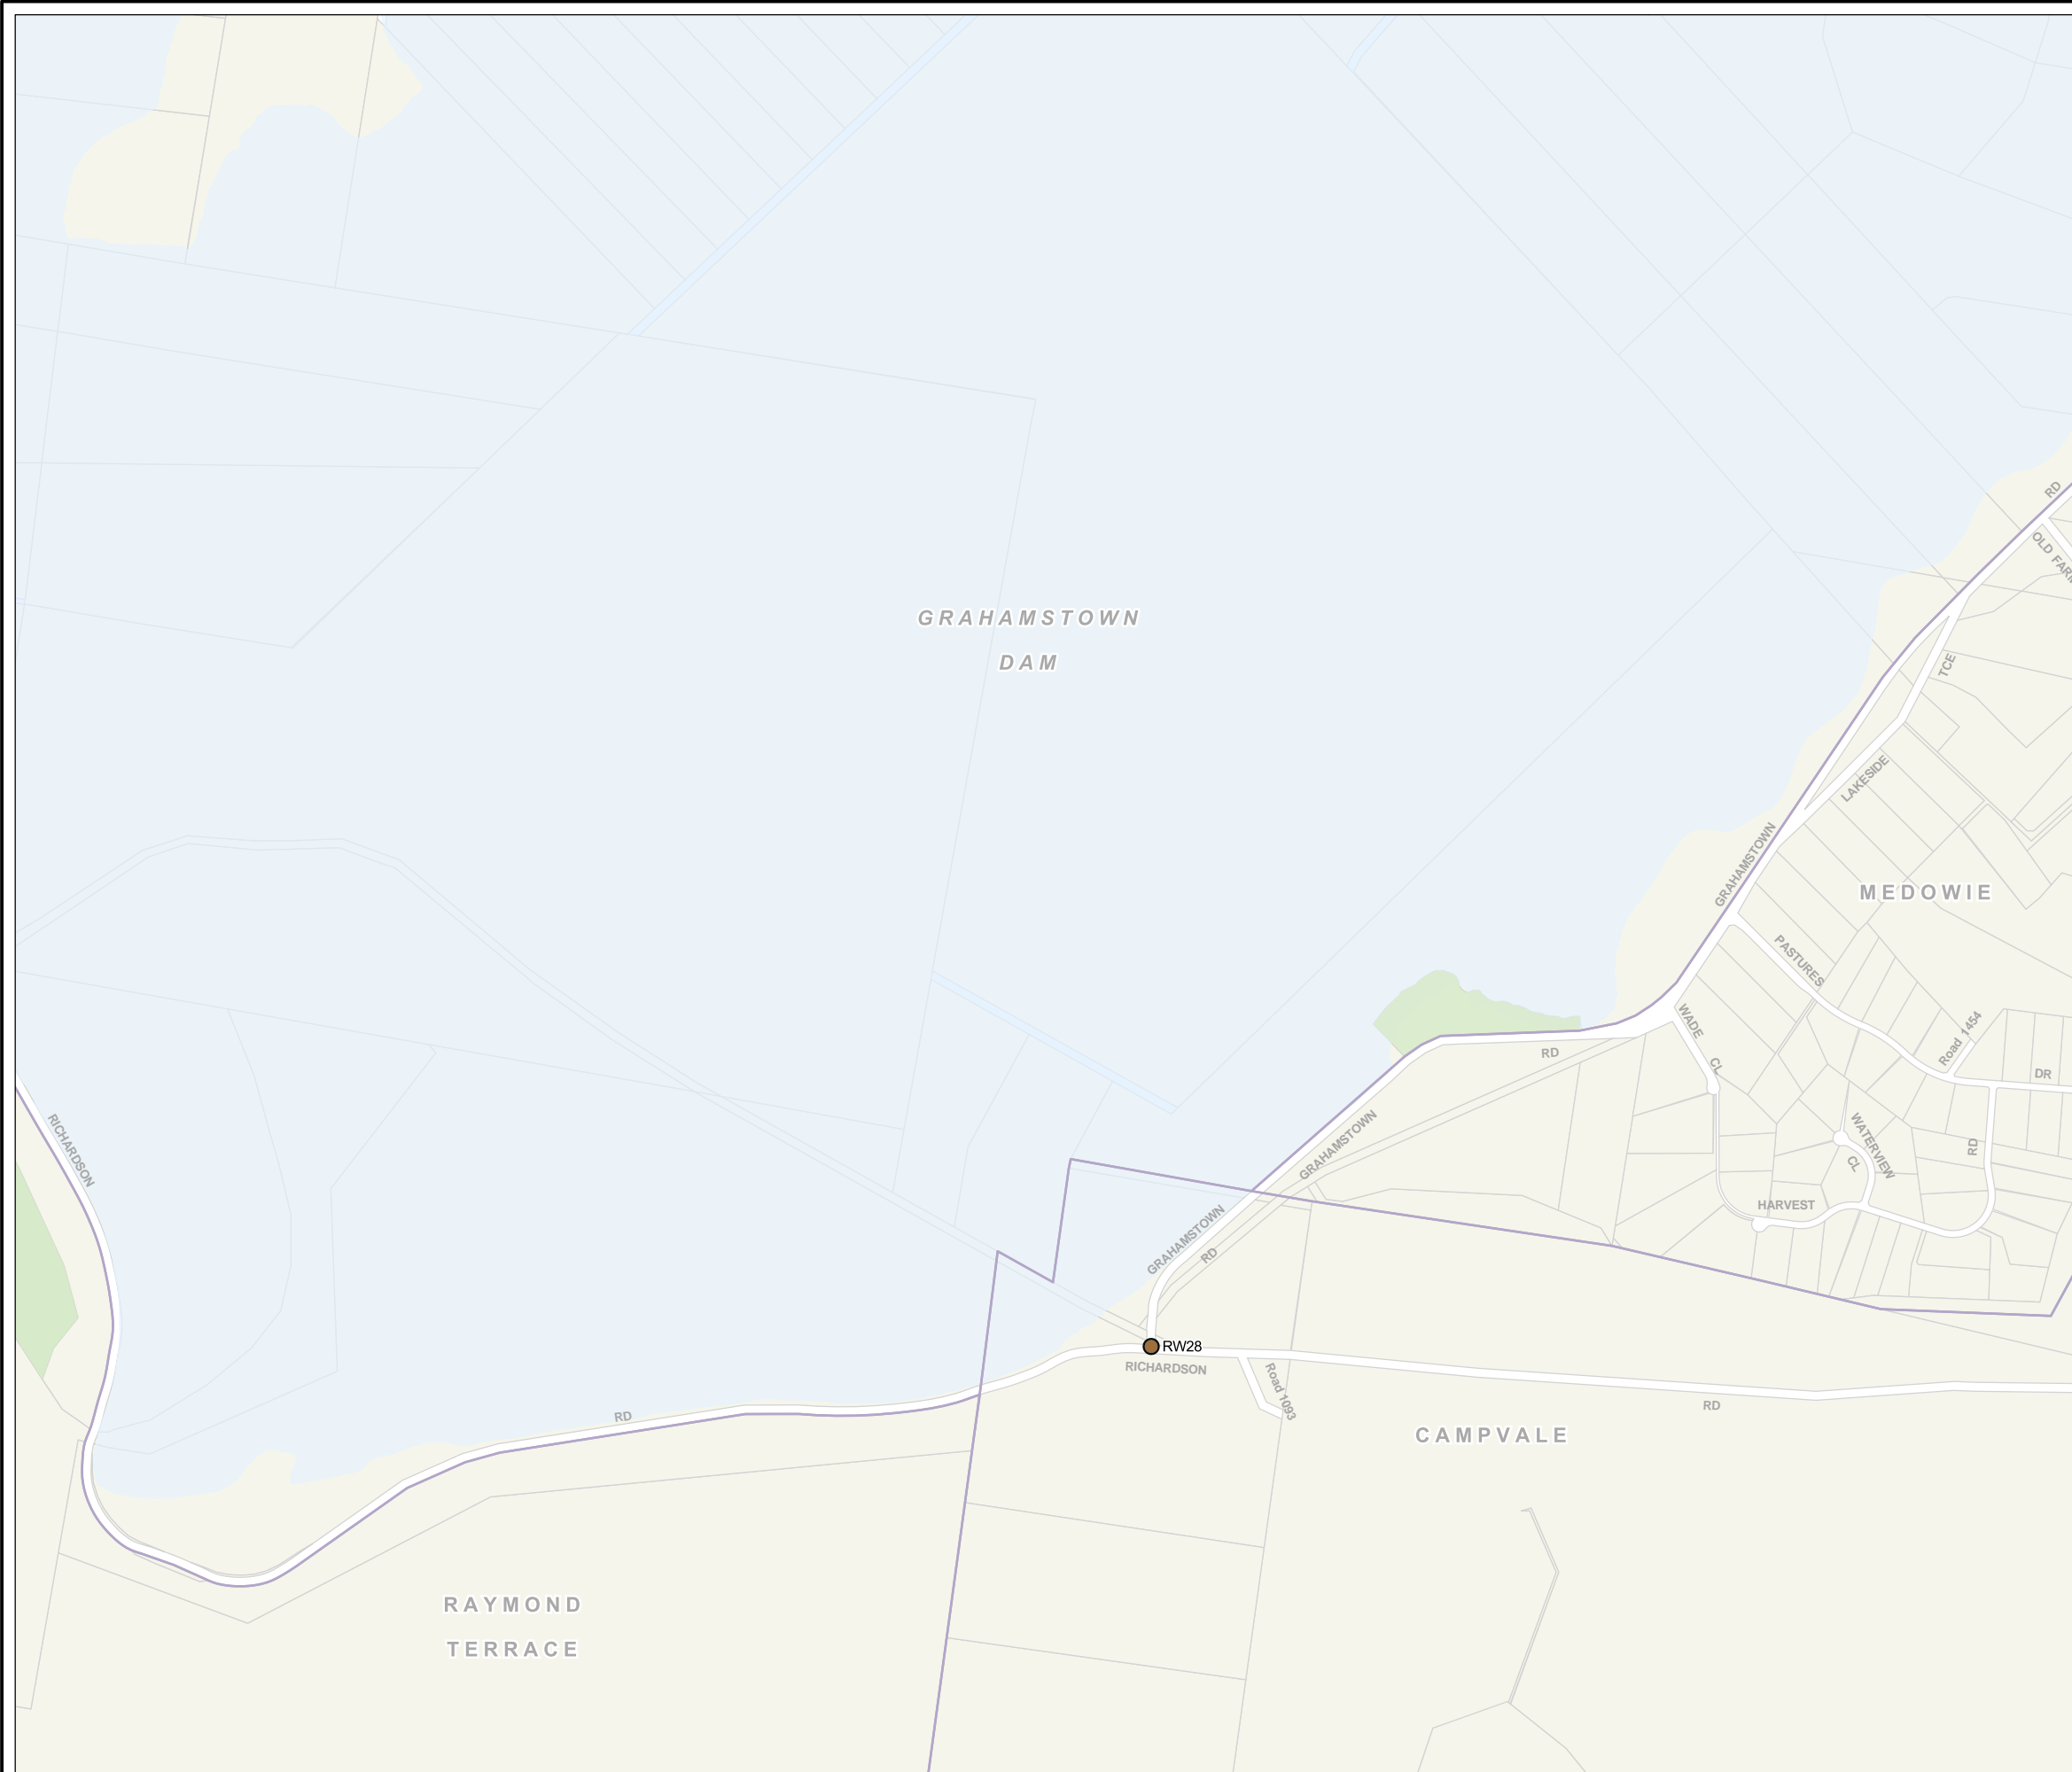 RD
OLD FARM
GRAHAMSTOWN
DAM
TCE
LAKESIDE
GRAHAMSTOWN
MEDOWIE
PASTURES
WADE
CL
Road 1454
RD
DR
RICHARDSON
GRAHAMSTOWN
WATERVIEW
CL
RD
HARVEST
GRAHAMSTOWN
RD
RW28
RICHARDSON
Road 1093
RD
RD
CAMPVALE
RAYMOND
TERRACE